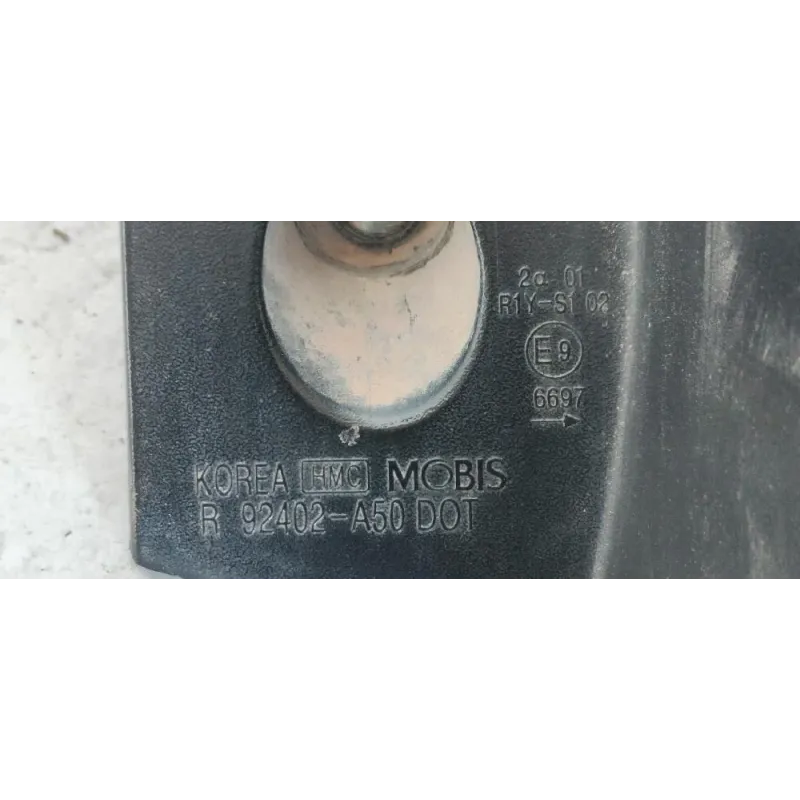 2a 01
R1Y-S1 02
E9
6697
KOREA HMC MOBIS
R 92402-A50 DOT